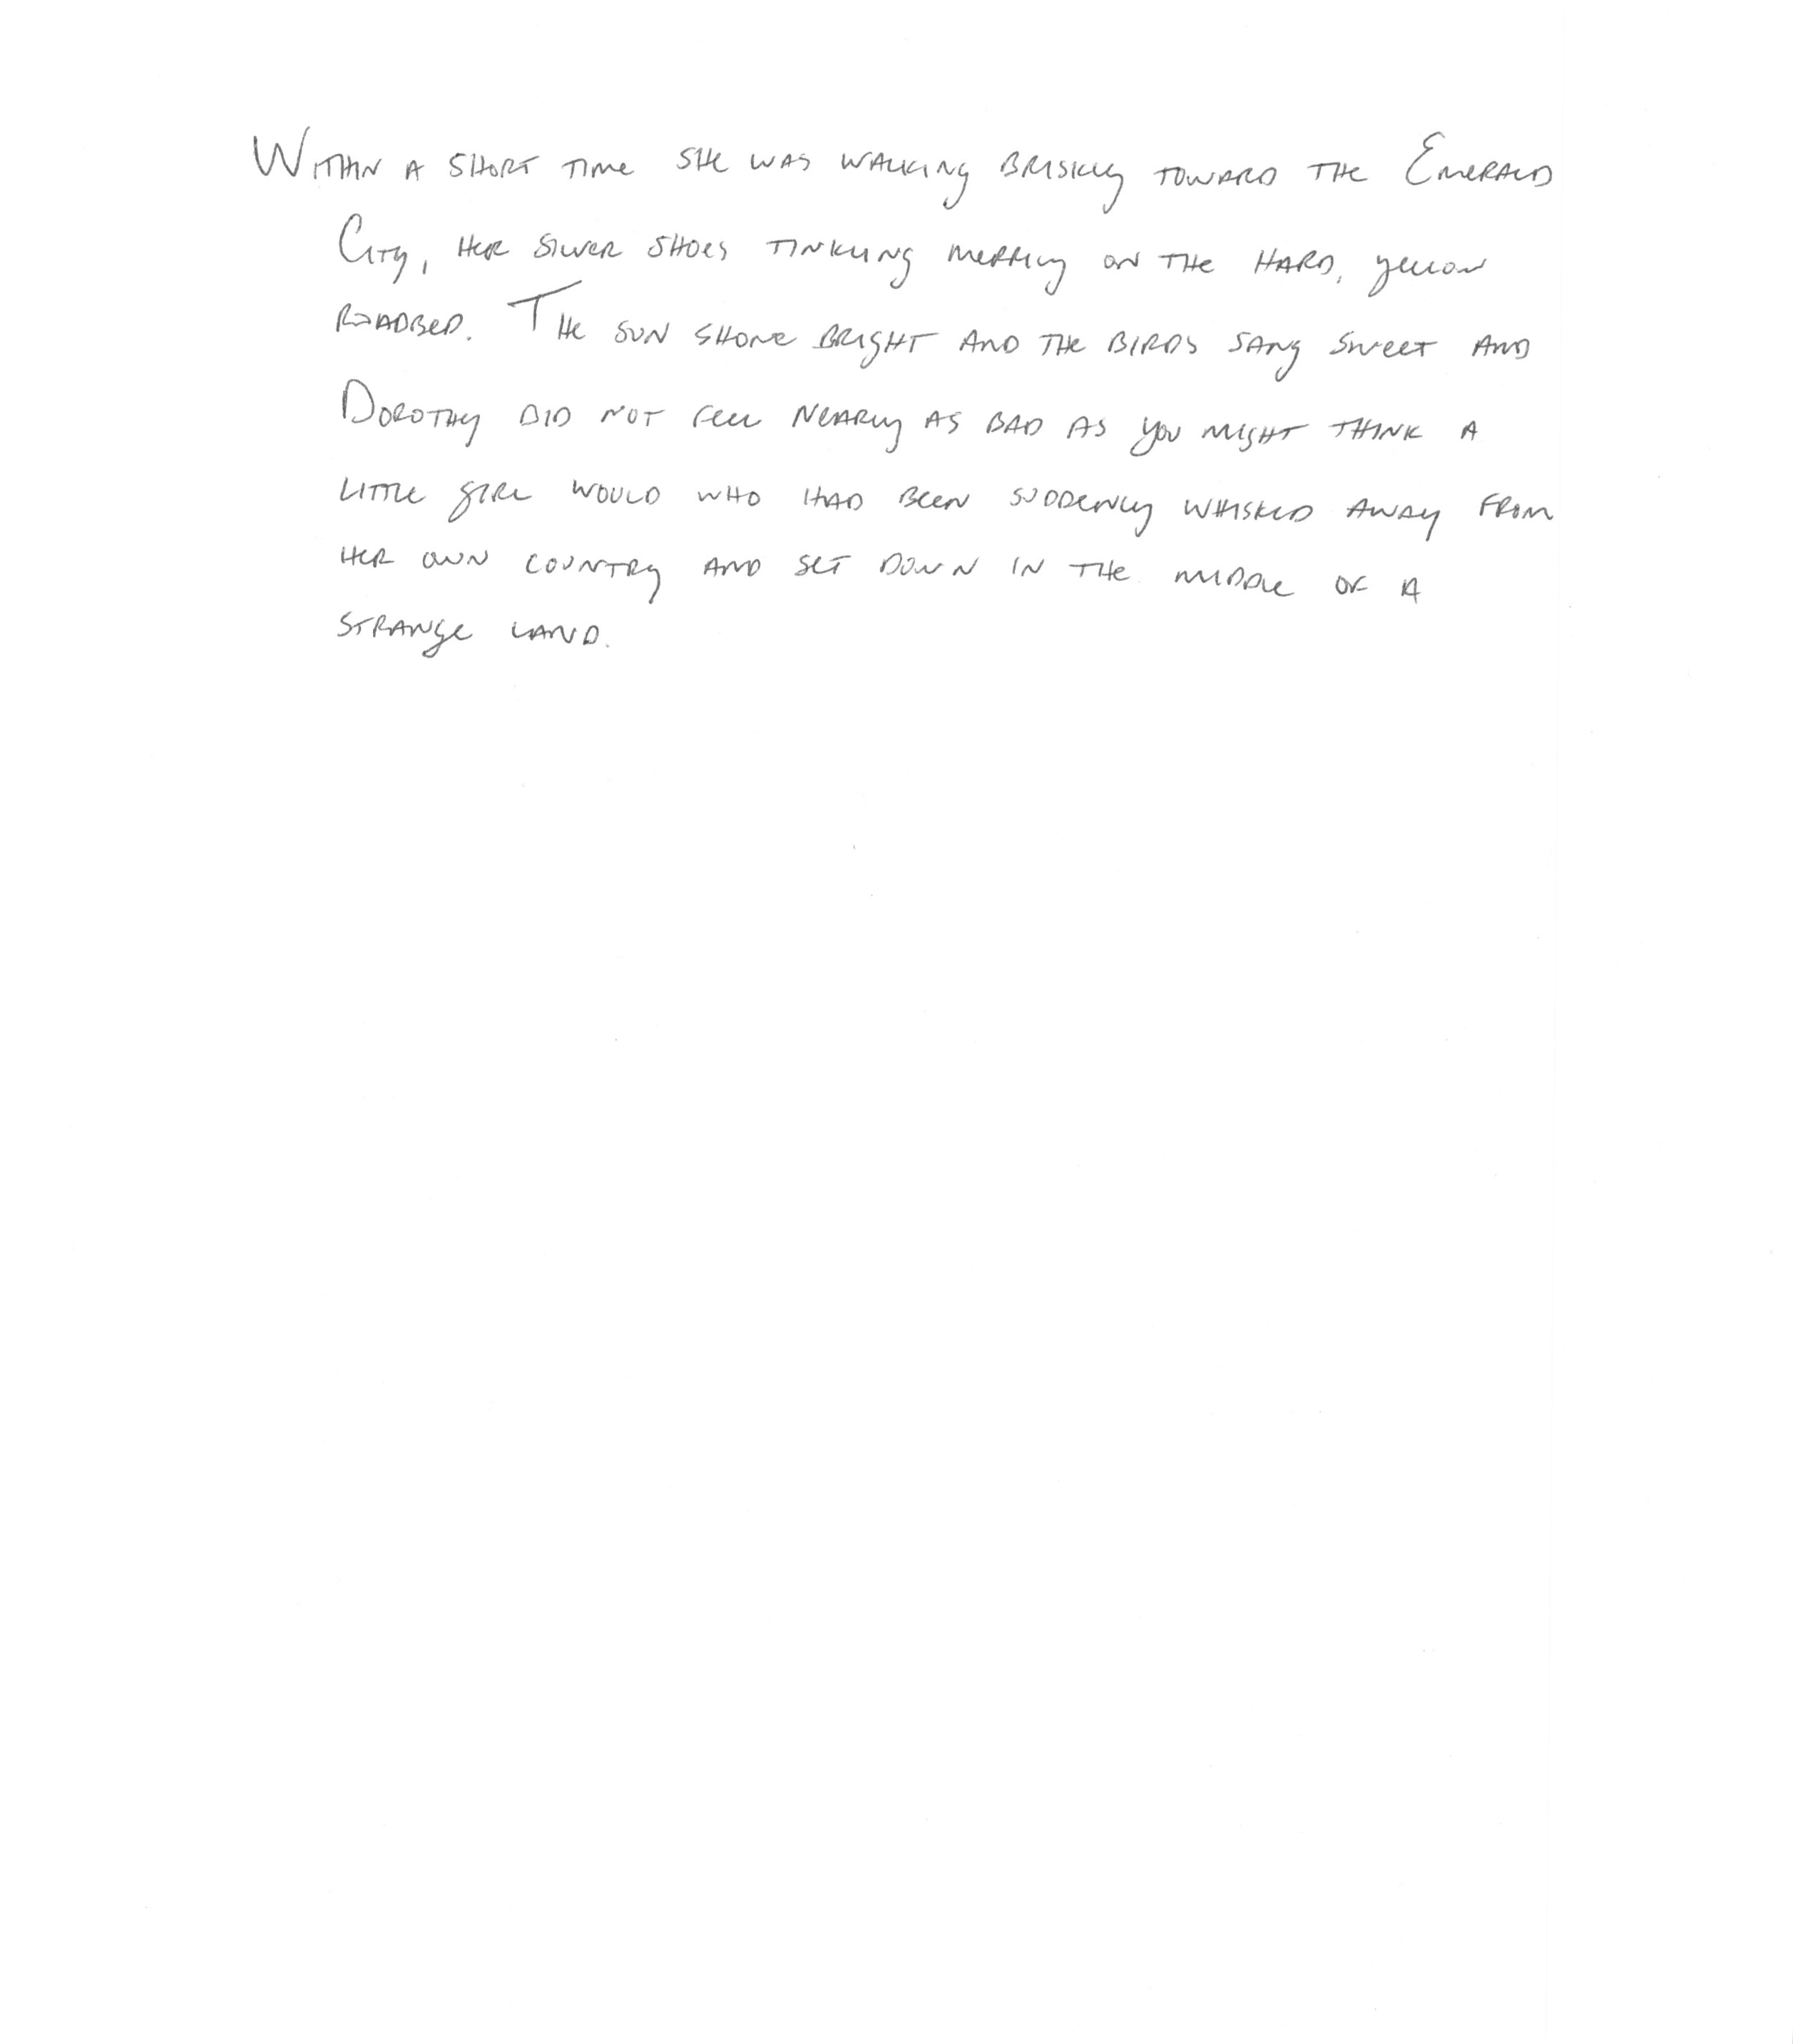 Within a short time she was walking briskly toward the Emerald
City, her silver shoes tinkling merrily on the hard, yellow
roadbed. The sun shone bright and the birds sang sweet and
Dorothy did not feel nearly as bad as you might think a
little girl would who had been suddenly whisked away from
her own country and set down in the middle of a
strange land.